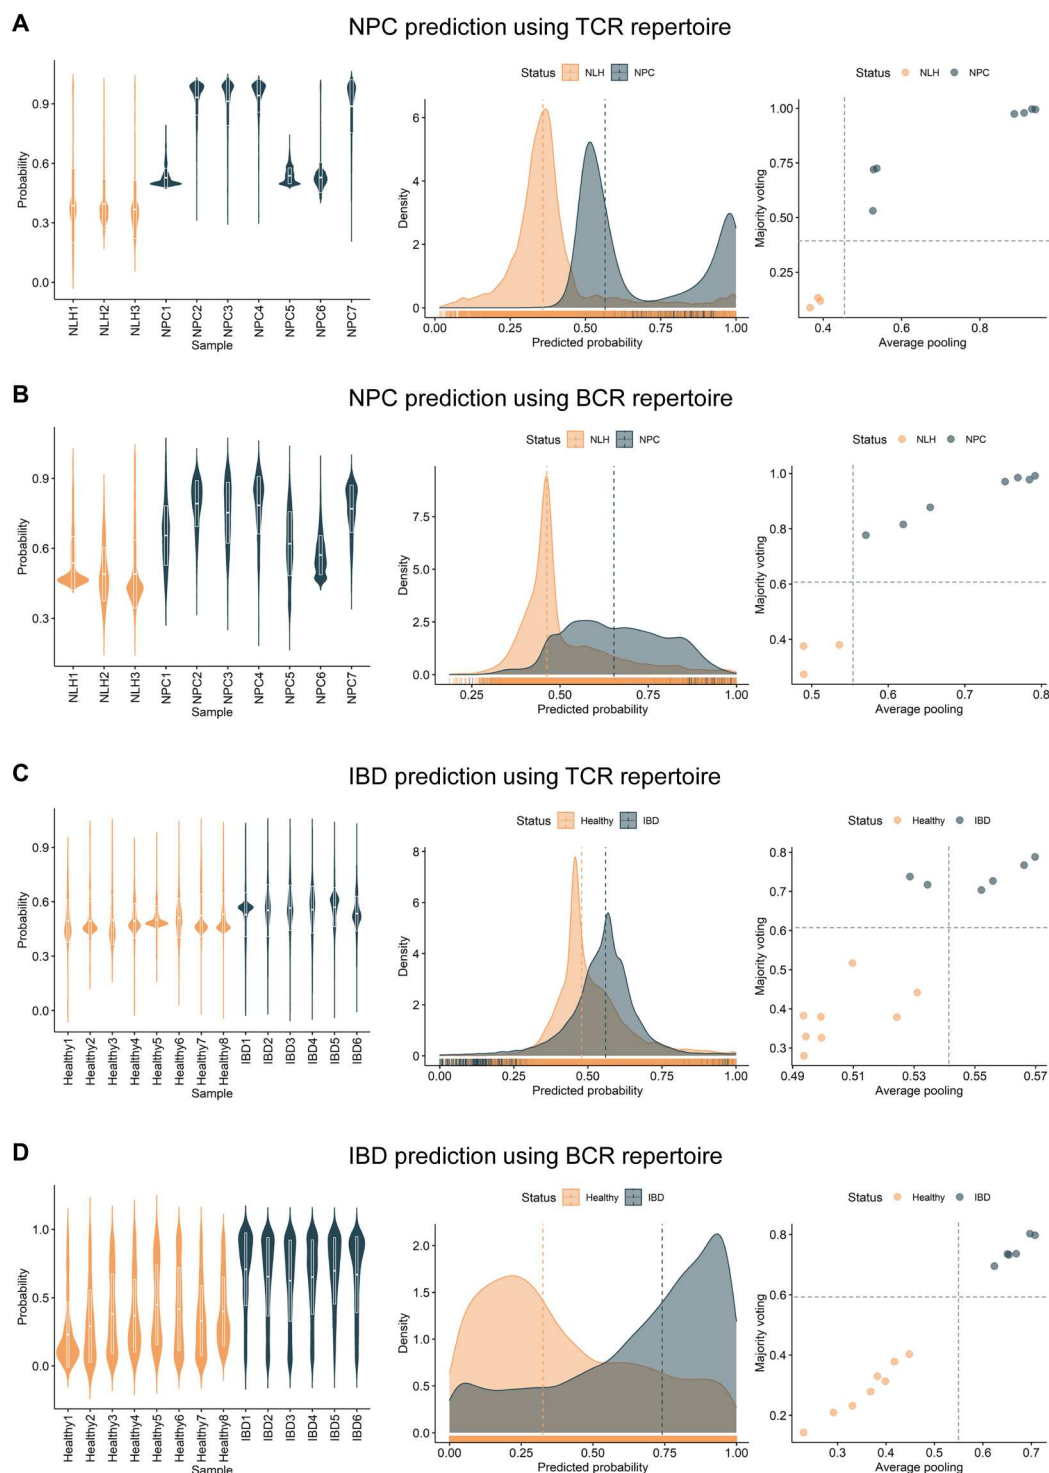 A
NPC prediction using TCR repertoire
Probability
0.9
0.6
0.3
0.0
NLH1
NLH2
NLH3
NPC1
NPC2
NPC3
NPC4
NPC5
NPC6
NPC7
Sample
Status NLH NPC
Density
6
4
2
0
0.00 0.25 0.50 0.75 1.00
Predicted probability
Status NLH NPC
Majority voting
1.00
0.75
0.50
0.25
0.4 0.6 0.8
Average pooling
B
NPC prediction using BCR repertoire
Probability
0.9
0.6
0.3
NLH1
NLH2
NLH3
NPC1
NPC2
NPC3
NPC4
NPC5
NPC6
NPC7
Sample
Status NLH NPC
Density
7.5
5.0
2.5
0.0
0.25 0.50 0.75 1.00
Predicted probability
Status NLH NPC
Majority voting
1.0
0.8
0.6
0.4
0.5 0.6 0.7 0.8
Average pooling
C
IBD prediction using TCR repertoire
Probability
0.9
0.6
0.3
0.0
Healthy1
Healthy2
Healthy3
Healthy4
Healthy5
Healthy6
Healthy7
Healthy8
IBD1
IBD2
IBD3
IBD4
IBD5
IBD6
Sample
Status Healthy IBD
Density
8
6
4
2
0
0.00 0.25 0.50 0.75 1.00
Predicted probability
Status Healthy IBD
Majority voting
0.8
0.7
0.6
0.5
0.4
0.3
0.49 0.51 0.53 0.55 0.57
Average pooling
D
IBD prediction using BCR repertoire
Probability
1.0
0.5
0.0
Healthy1
Healthy2
Healthy3
Healthy4
Healthy5
Healthy6
Healthy7
Healthy8
IBD1
IBD2
IBD3
IBD4
IBD5
IBD6
Sample
Status Healthy IBD
Density
2.0
1.5
1.0
0.5
0.0
0.00 0.25 0.50 0.75 1.00
Predicted probability
Status Healthy IBD
Majority voting
0.8
0.6
0.4
0.2
0.3 0.4 0.5 0.6 0.7
Average pooling